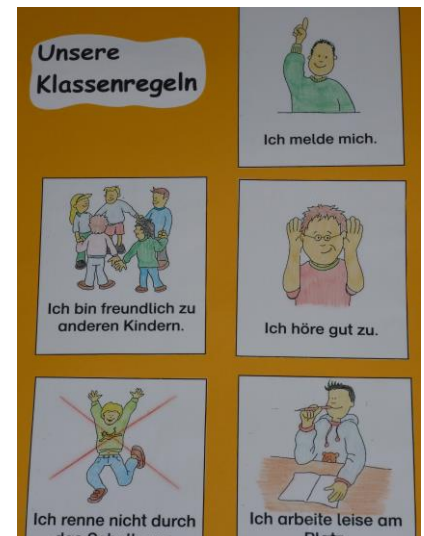 Unsere
Klassenregeln
Ich melde mich.
Ich bin freundlich zu
anderen Kindern.
Ich höre gut zu.
Ich renne nicht durch
Ich arbeite leise am
Platz